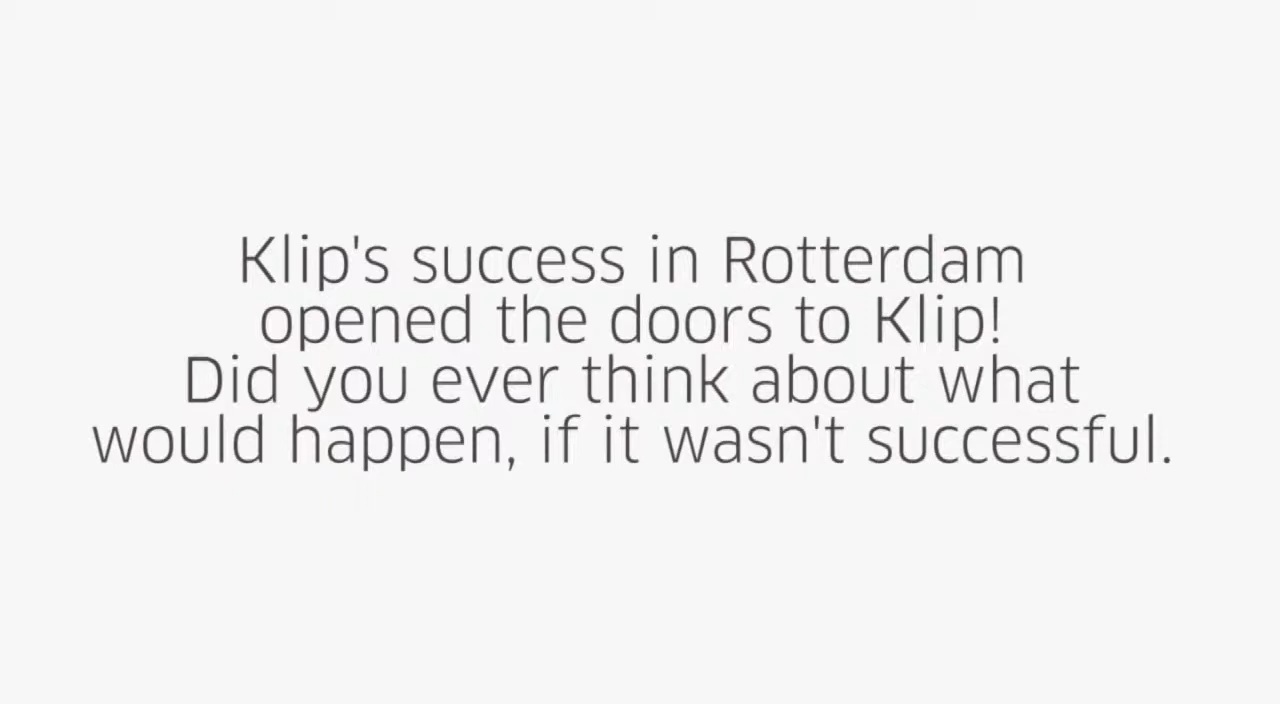 Klip's success in Rotterdam
opened the doors to Klip!
Did you ever think about what
would happen, if it wasn't successful.